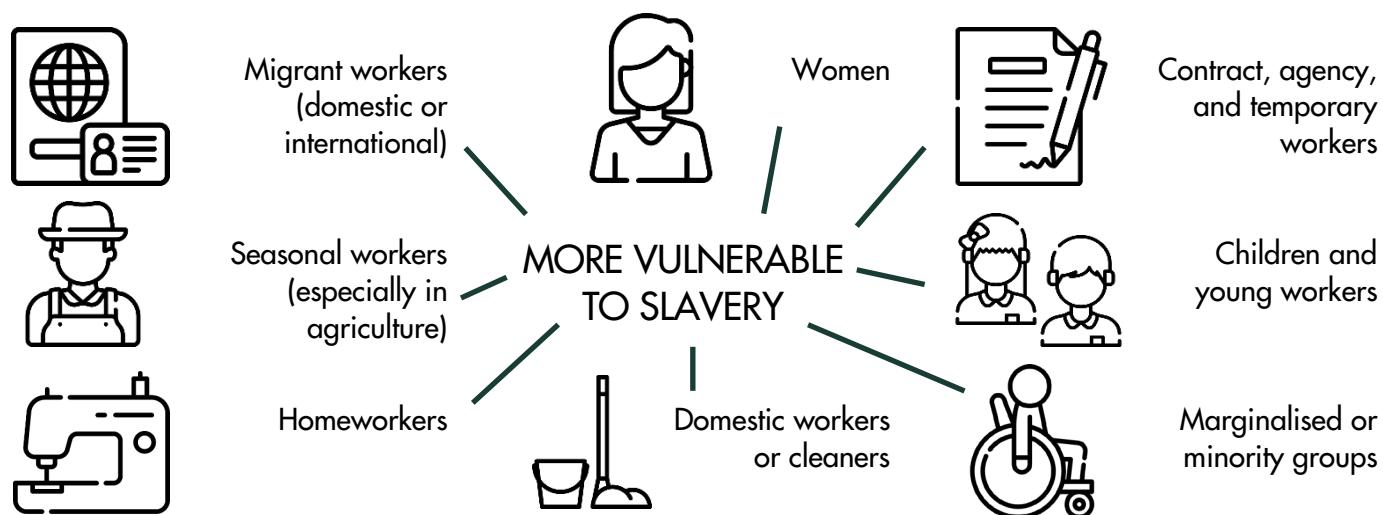 Migrant workers
(domestic or
international)
Women
Contract, agency,
and temporary
workers
MORE VULNERABLE
TO SLAVERY
Seasonal workers
(especially in
agriculture)
Children and
young workers
Homeworkers
Domestic workers
or cleaners
Marginalised or
minority groups